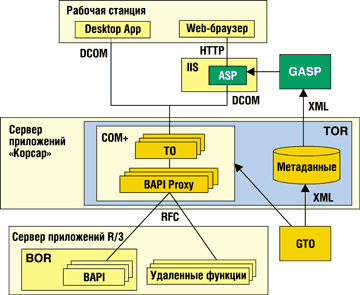 Рабочая станция
Desktop App
Web-браузер
DCOM
HTTP
IIS
ASP
GASP
DCOM
XML
Сервер
приложений
«Корсар»
COM+
TOR
TO
Метаданные
BAPI Proxy
XML
RFC
GTO
Сервер приложений R/3
BOR
BAPI
Удаленные функции